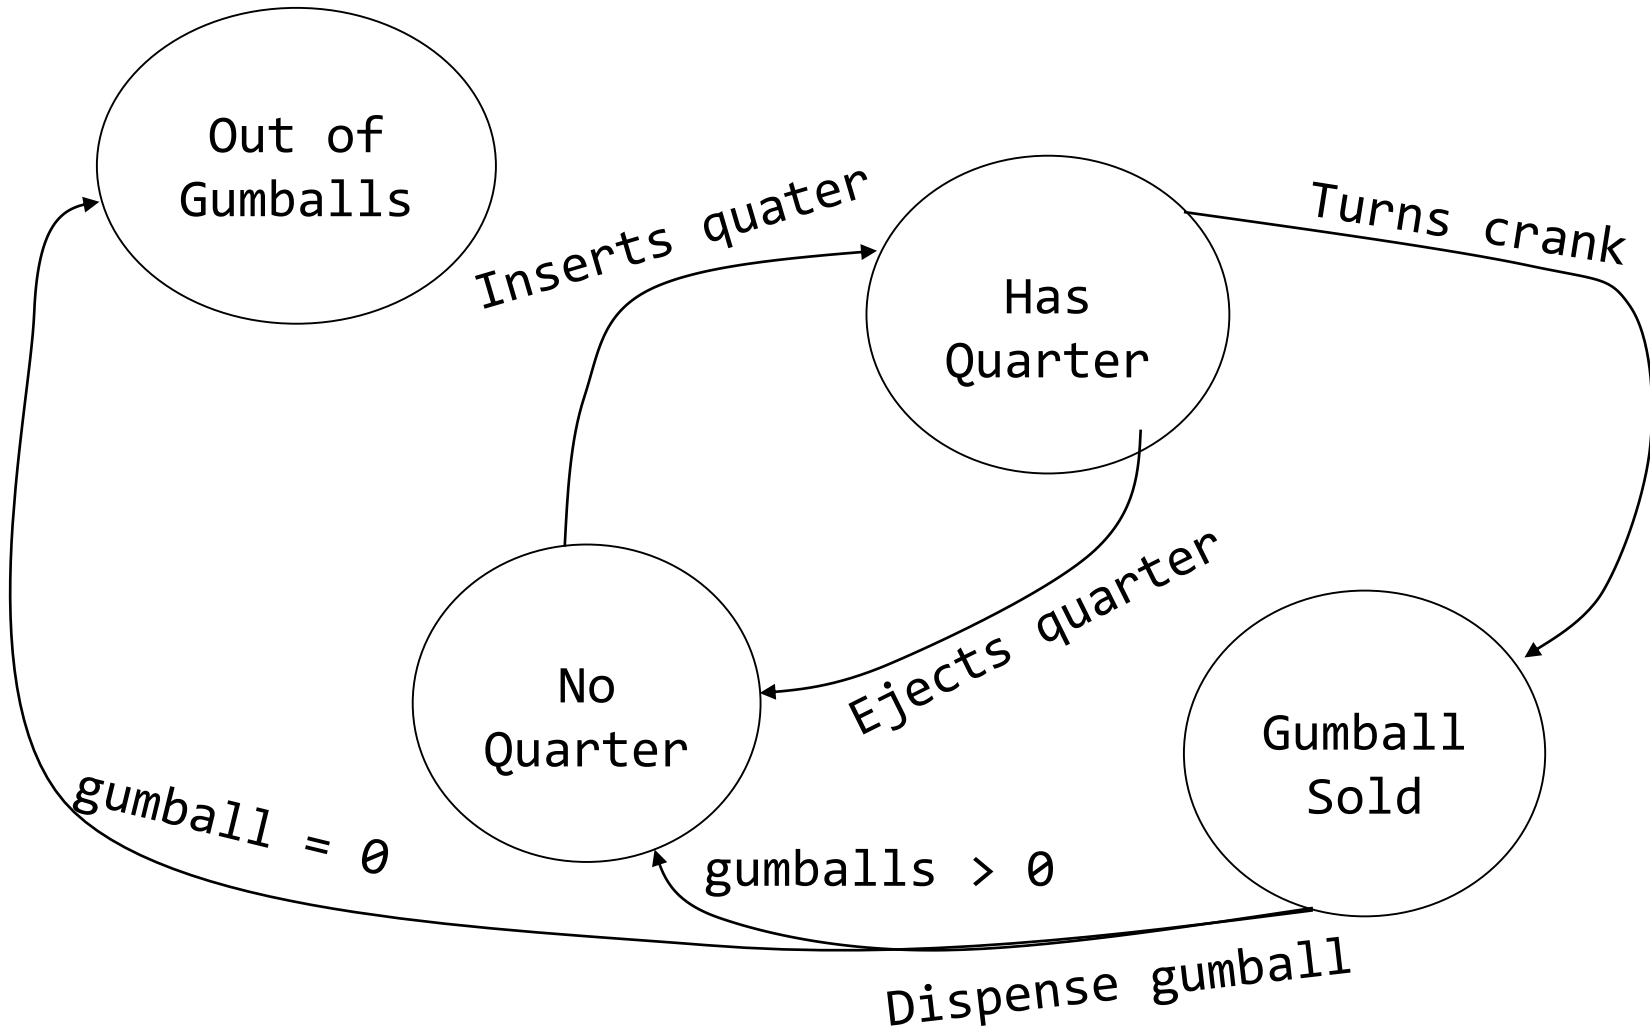 Out of
Gumballs
Inserts quater
Has
Quarter
Turns crank
Ejects quarter
No
Quarter
Gumball
Sold
gumball = 0
gumballs > 0
Dispense gumball